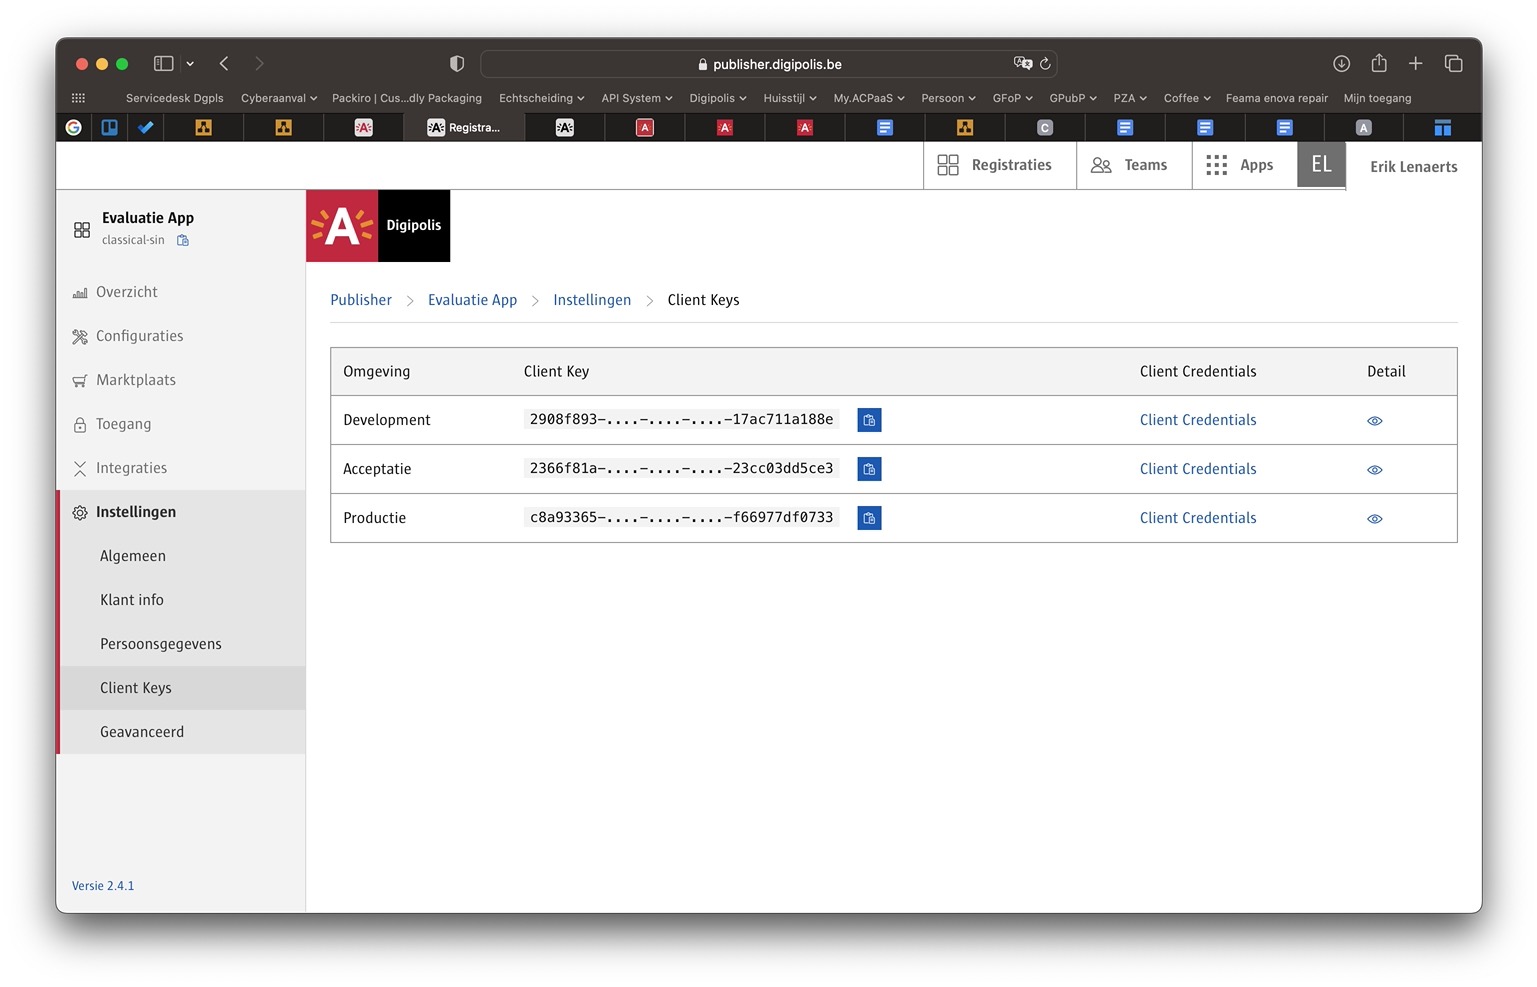 publisher.digipolis.be
Servicedesk Dgpls Cyberaanval Packiro | Cus...dly Packaging Echtscheiding API System Digipolis Huisstijl My.ACPaaS Persoon GFoP GPubP PZA Coffee Feama enova repair Mijn toegang
Registra... C A
Registraties Teams Apps EL Erik Lenaerts
Evaluatie App
classical-sin
A Digipolis
Overzicht
Configuraties
Marktplaats
Toegang
Integraties
Instellingen
Algemeen
Klant info
Persoonsgegevens
Client Keys
Geavanceerd
Versie 2.4.1
Publisher > Evaluatie App > Instellingen > Client Keys
Omgeving Client Key Client Credentials Detail
Development 2908f893-....-....-....-17ac711a188e Client Credentials
Acceptatie 2366f81a-....-....-....-23cc03dd5ce3 Client Credentials
Productie c8a93365-....-....-....-f66977df0733 Client Credentials